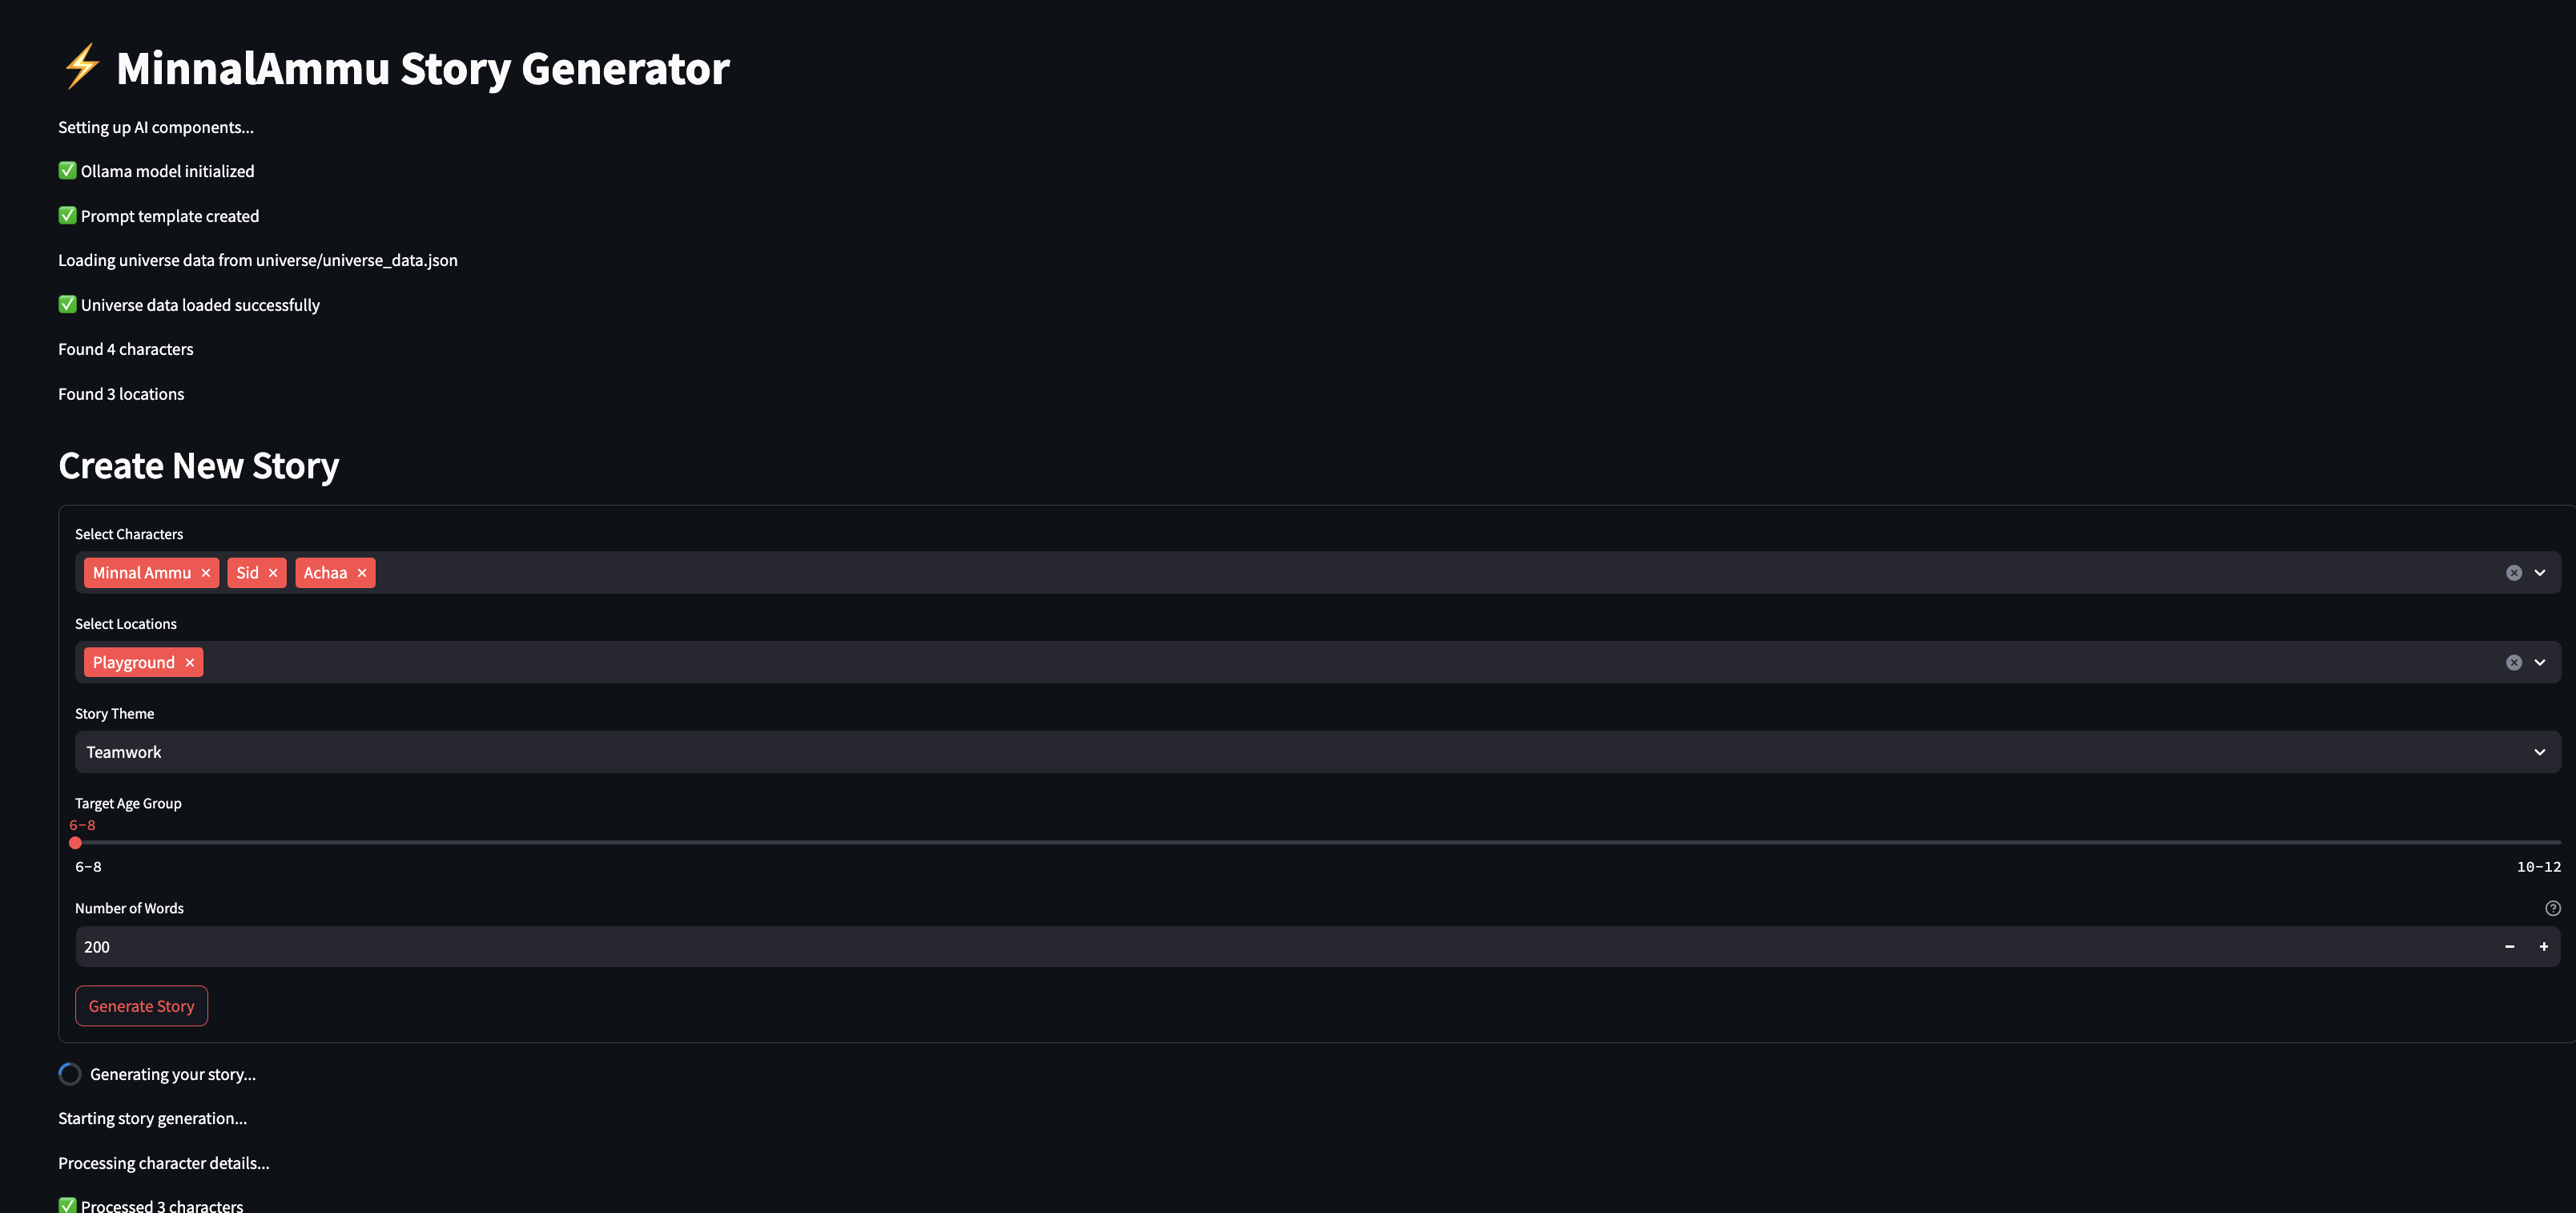 ⚡ MinnalAmmu Story Generator
Setting up AI components...
✅ Ollama model initialized
✅ Prompt template created
Loading universe data from universe/universe_data.json
✅ Universe data loaded successfully
Found 4 characters
Found 3 locations
Create New Story
Select Characters
Minnal Ammu × Sid × Achaa ×
Select Locations
Playground ×
Story Theme
Teamwork
Target Age Group
6-8
6-8 10-12
Number of Words
200
Generate Story
Generating your story...
Starting story generation...
Processing character details...
✅ Processed 3 characters